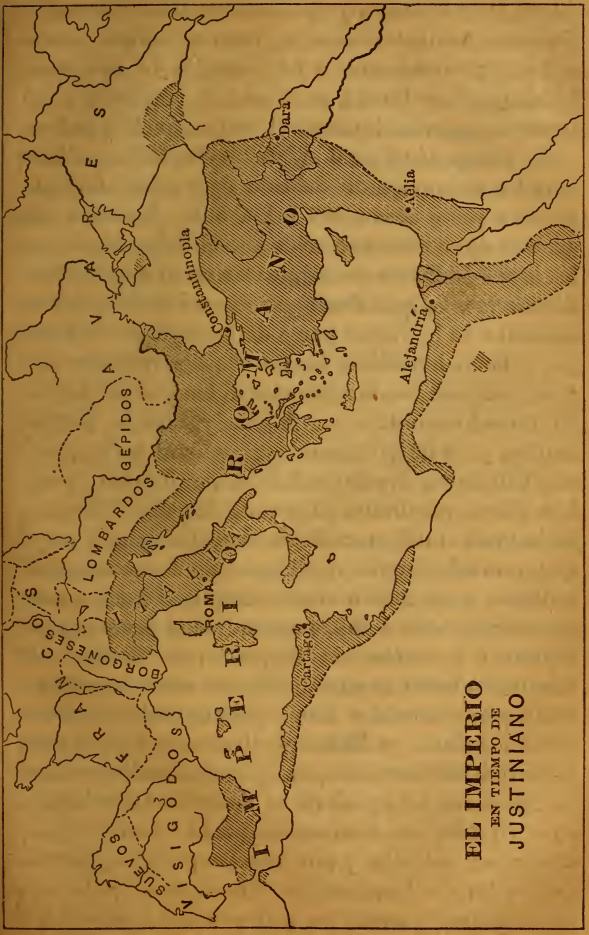 EL IMPERIO
EN TIEMPO DE
JUSTINIANO
IMPERIO ROMANO
SUEVOS
VISIGODOS
FRANCOS
BORGOÑESES
LOMBARDOS
GÉPIDOS
AVARES
ITALIA
ROMA
Cartago
Constantinopla
Dara
Aelia
Alejandría